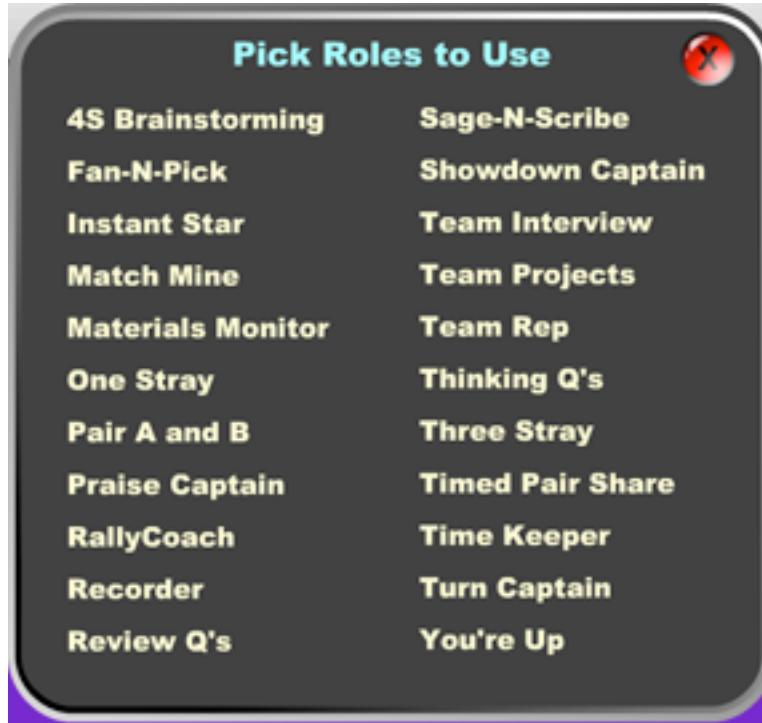 Pick Roles to Use
X
4S Brainstorming
Fan-N-Pick
Instant Star
Match Mine
Materials Monitor
One Stray
Pair A and B
Praise Captain
RallyCoach
Recorder
Review Q's
Sage-N-Scribe
Showdown Captain
Team Interview
Team Projects
Team Rep
Thinking Q's
Three Stray
Timed Pair Share
Time Keeper
Turn Captain
You're Up